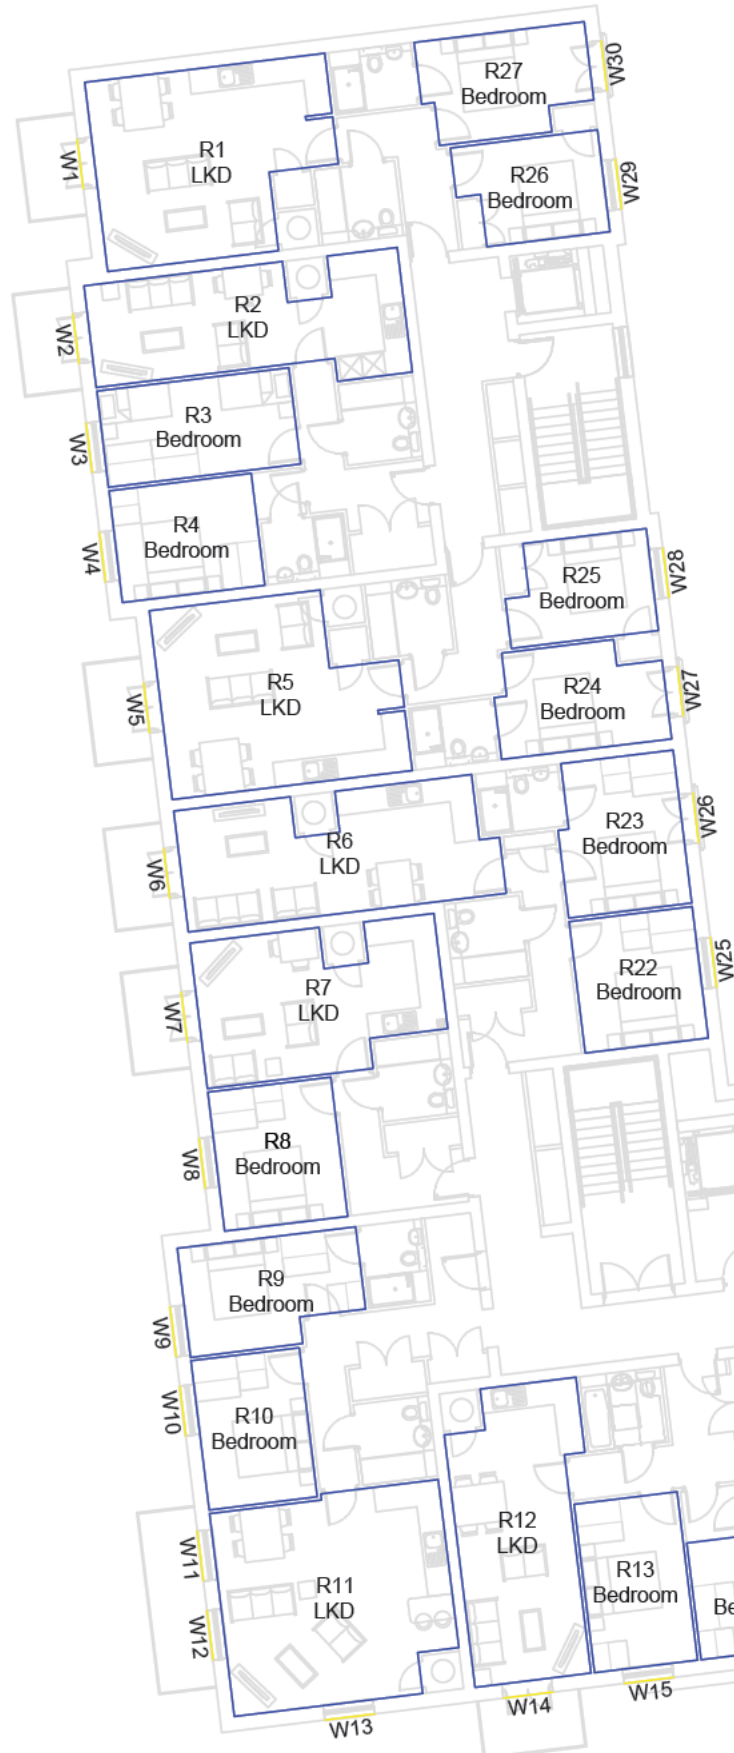 R27
Bedroom
W30
R1
LKD
W1
R26
Bedroom
W29
R2
LKD
W2
R3
Bedroom
W3
R4
Bedroom
W4
R25
Bedroom
W28
R5
LKD
W5
R24
Bedroom
W27
R6
LKD
W6
R23
Bedroom
W26
R7
LKD
W7
R22
Bedroom
W25
R8
Bedroom
W8
R9
Bedroom
W9
R10
Bedroom
W10
R12
LKD
W11
R11
LKD
R13
Bedroom
Be
W12
W13
W14
W15